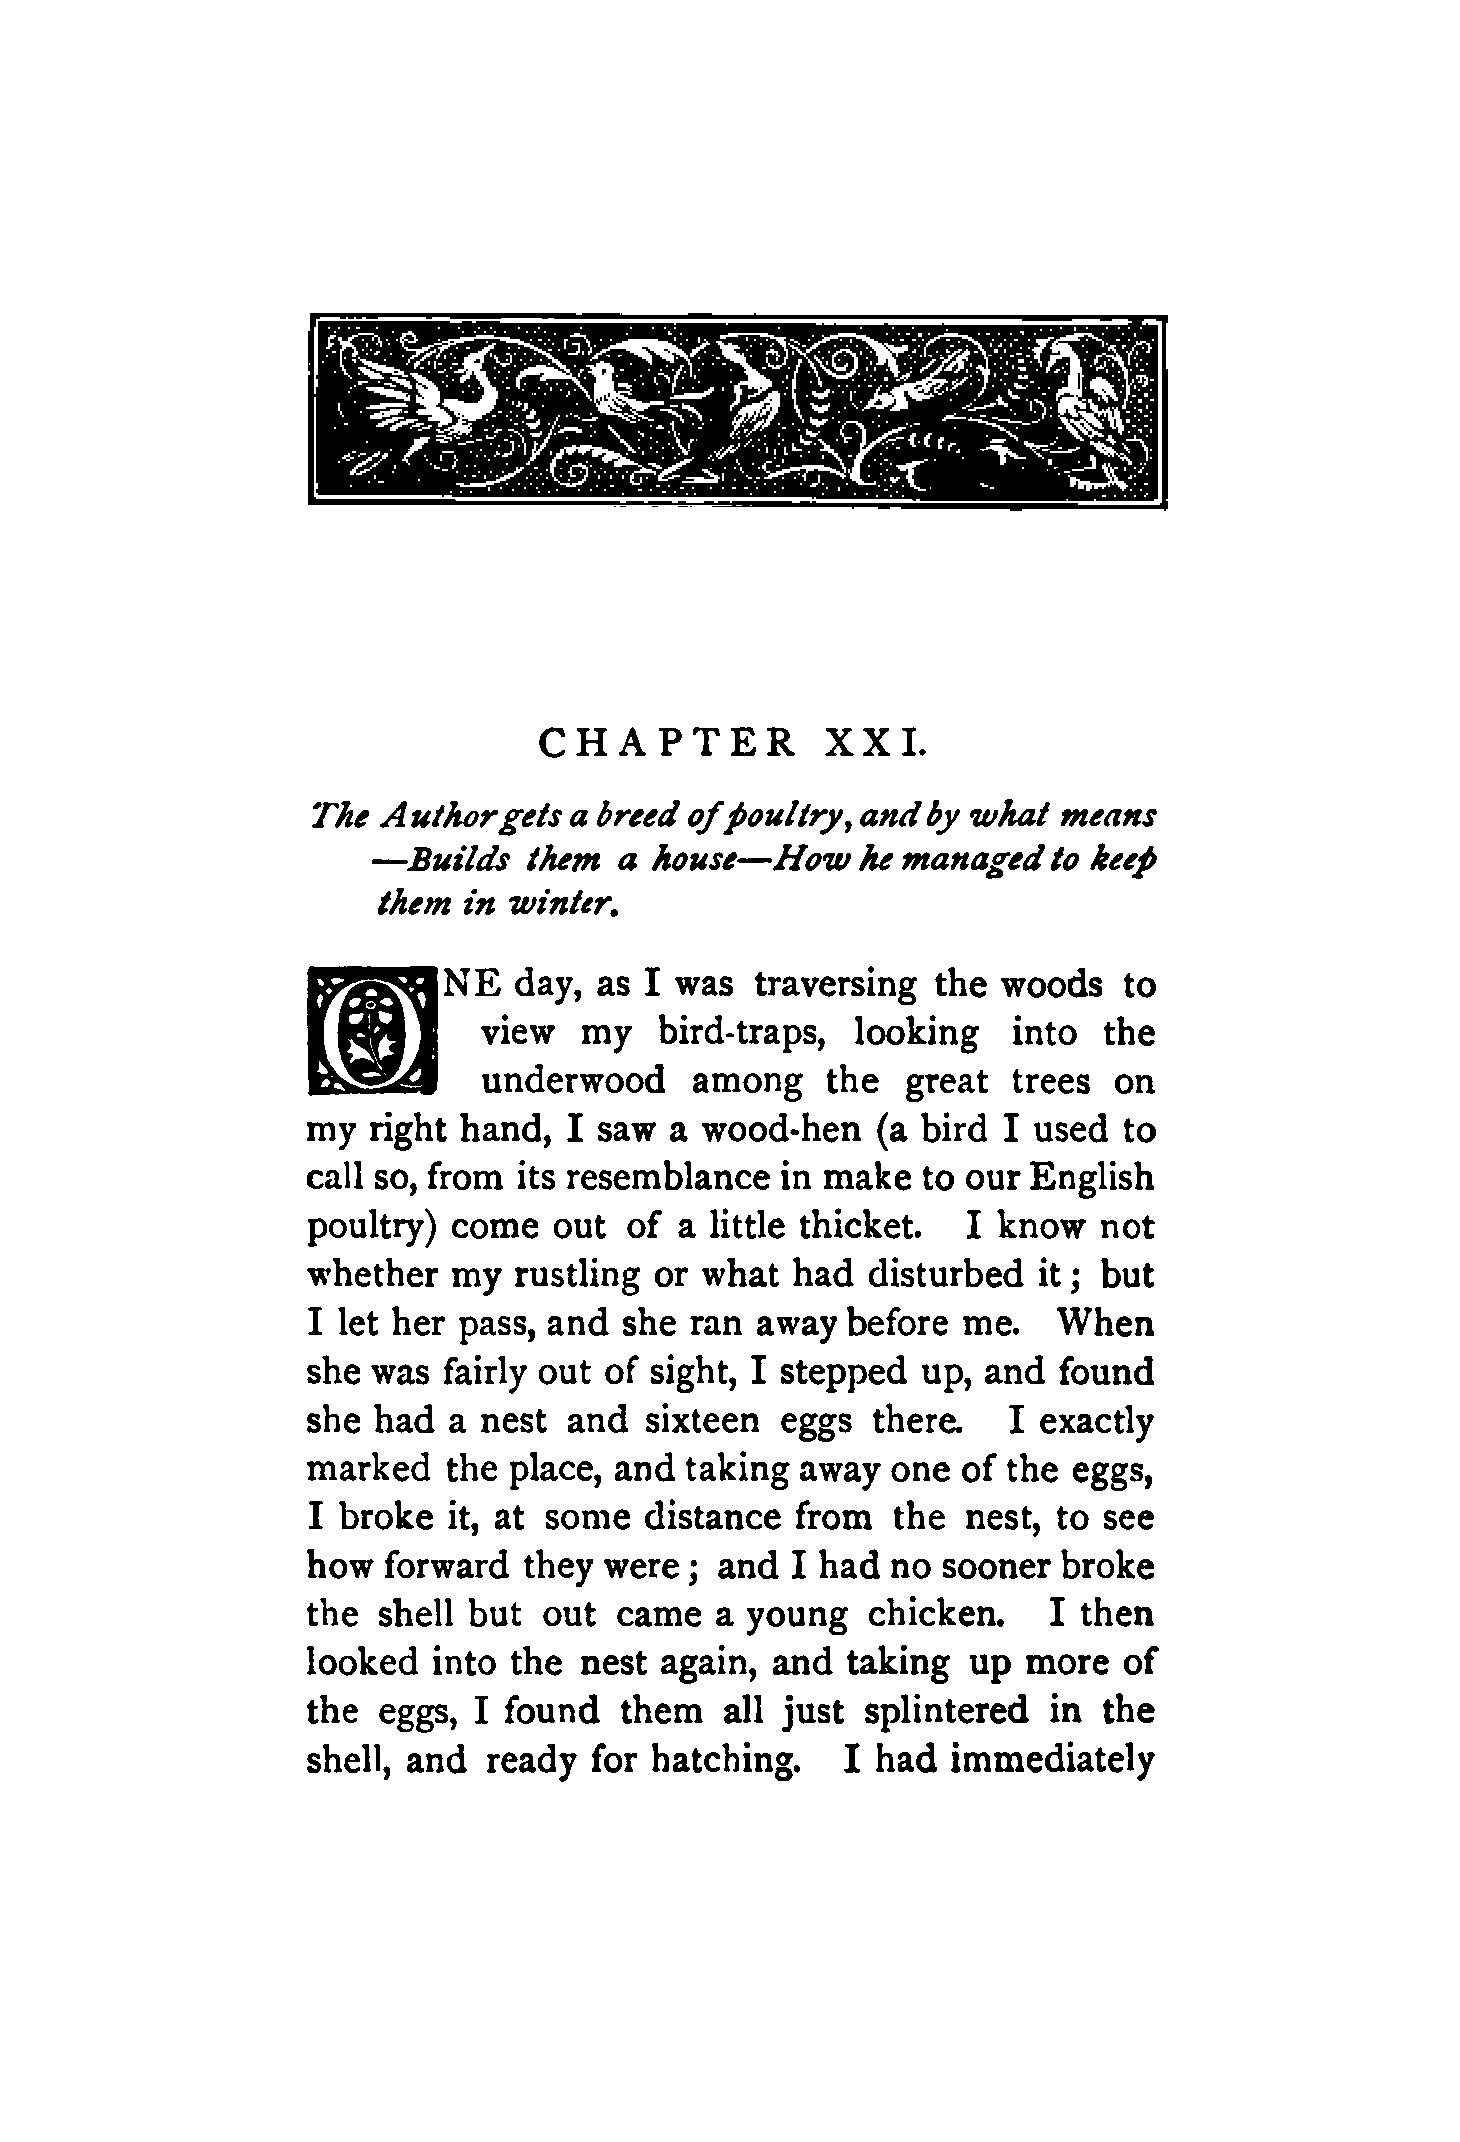 CHAPTER XXI.
The Author gets a breed of poultry, and by what means
—Builds them a house—How he managed to keep
them in winter.
ONE day, as I was traversing the woods to
view my bird-traps, looking into the
underwood among the great trees on
my right hand, I saw a wood-hen (a bird I used to
call so, from its resemblance in make to our English
poultry) come out of a little thicket. I know not
whether my rustling or what had disturbed it; but
I let her pass, and she ran away before me. When
she was fairly out of sight, I stepped up, and found
she had a nest and sixteen eggs there. I exactly
marked the place, and taking away one of the eggs,
I broke it, at some distance from the nest, to see
how forward they were; and I had no sooner broke
the shell but out came a young chicken. I then
looked into the nest again, and taking up more of
the eggs, I found them all just splintered in the
shell, and ready for hatching. I had immediately